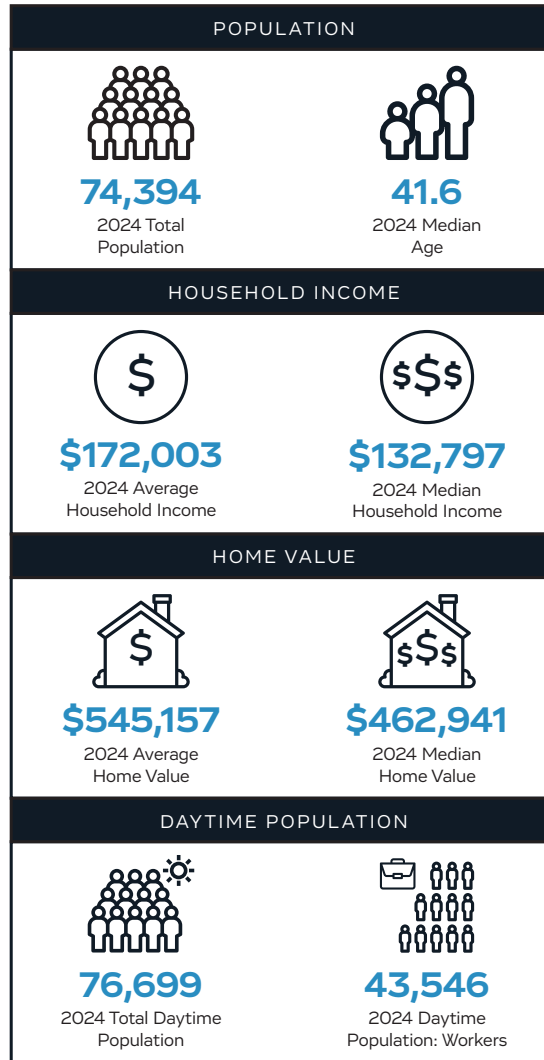 POPULATION
74,394
2024 Total
Population
41.6
2024 Median
Age
HOUSEHOLD INCOME
$
$172,003
2024 Average
Household Income
$$$
$132,797
2024 Median
Household Income
HOME VALUE
$
$545,157
2024 Average
Home Value
$$$
$462,941
2024 Median
Home Value
DAYTIME POPULATION
76,699
2024 Total Daytime
Population
43,546
2024 Daytime
Population: Workers